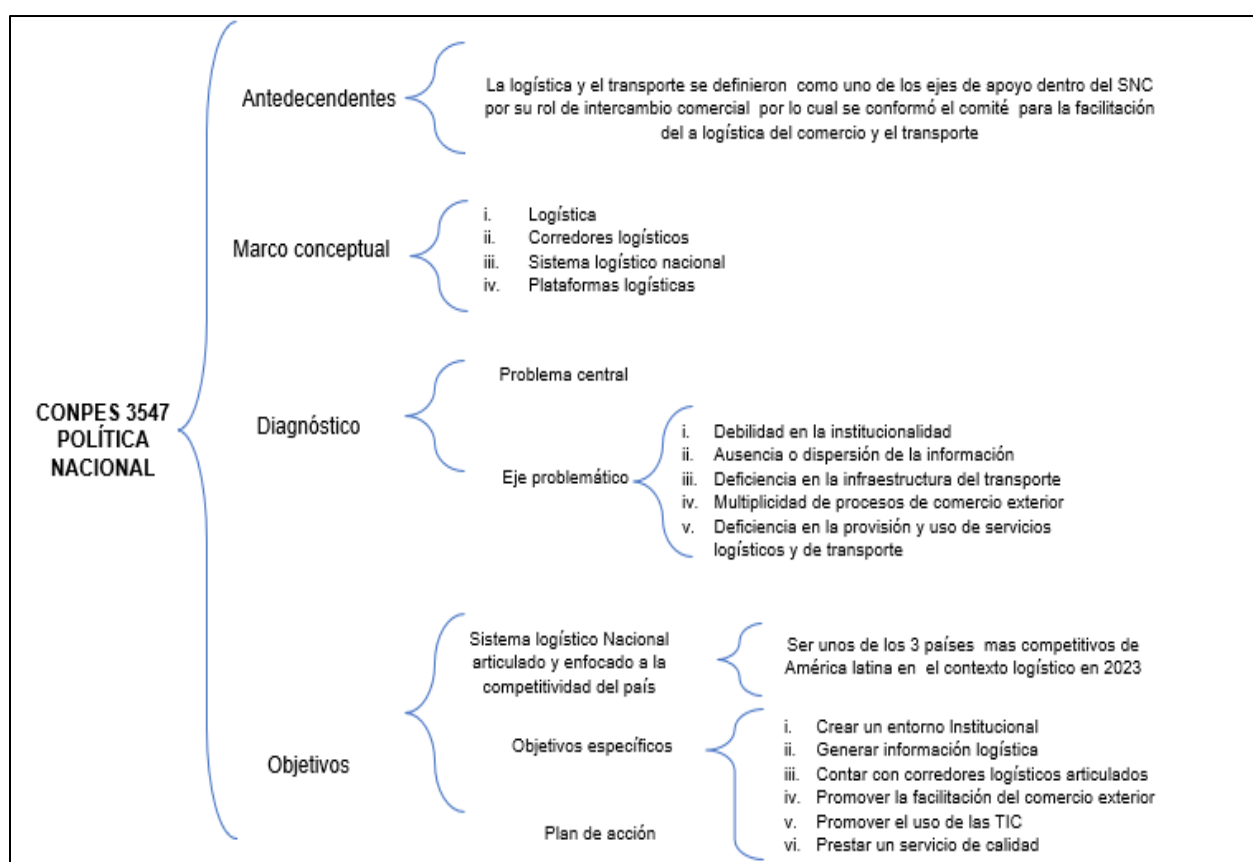 CONPES 3547
POLÍTICA
NACIONAL
Antedecendentes
La logística y el transporte se definieron como uno de los ejes de apoyo dentro del SNC
por su rol de intercambio comercial por lo cual se conformó el comité para la facilitación
del a logística del comercio y el transporte
Marco conceptual
i. Logística
ii. Corredores logísticos
iii. Sistema logístico nacional
iv. Plataformas logísticas
Diagnóstico
Problema central
Eje problemático
i. Debilidad en la institucionalidad
ii. Ausencia o dispersión de la información
iii. Deficiencia en la infraestructura del transporte
iv. Multiplicidad de procesos de comercio exterior
v. Deficiencia en la provisión y uso de servicios
logísticos y de transporte
Objetivos
Sistema logístico Nacional
articulado y enfocado a la
competitividad del país
Ser unos de los 3 países mas competitivos de
América latina en el contexto logístico en 2023
Objetivos específicos
i. Crear un entorno Institucional
ii. Generar información logística
iii. Contar con corredores logísticos articulados
iv. Promover la facilitación del comercio exterior
v. Promover el uso de las TIC
vi. Prestar un servicio de calidad
Plan de acción